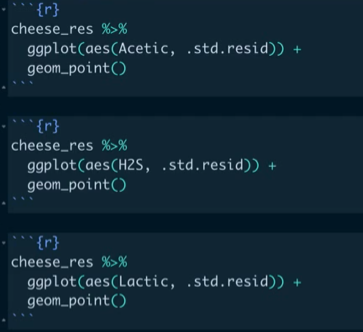 ```{r}
cheese_res %>%
  ggplot(aes(Acetic, .std.resid)) +
  geom_point()
```
```{r}
cheese_res %>%
  ggplot(aes(H2S, .std.resid)) +
  geom_point()
```
```{r}
cheese_res %>%
  ggplot(aes(Lactic, .std.resid)) +
  geom_point()
```